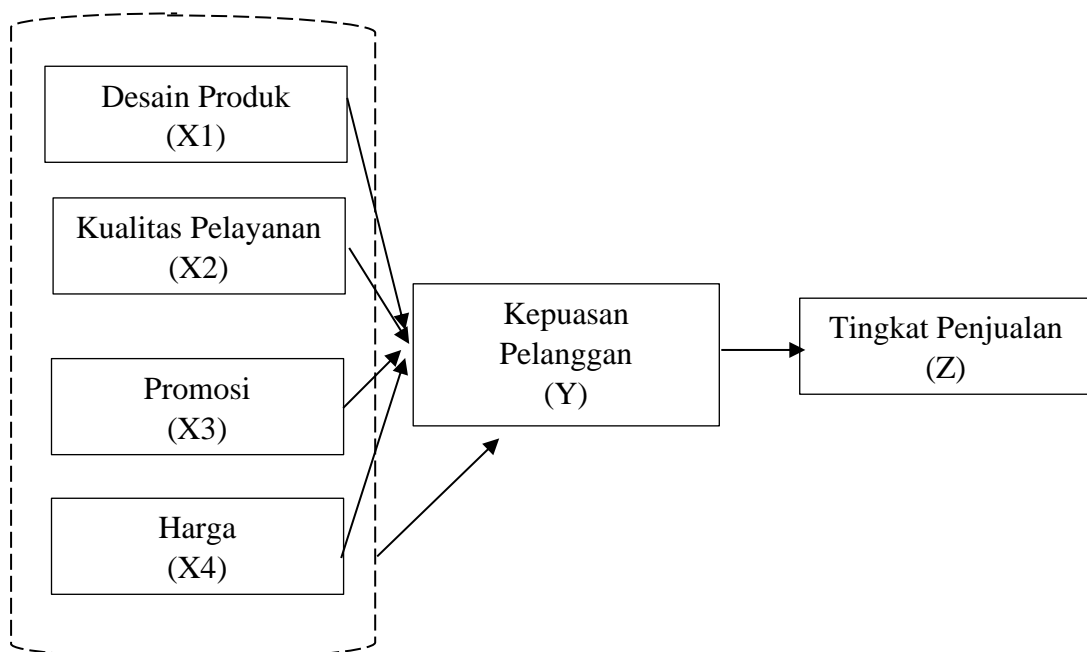 Desain Produk
(X1)
Kualitas Pelayanan
(X2)
Promosi
(X3)
Harga
(X4)
Kepuasan
Pelanggan
(Y)
Tingkat Penjualan
(Z)